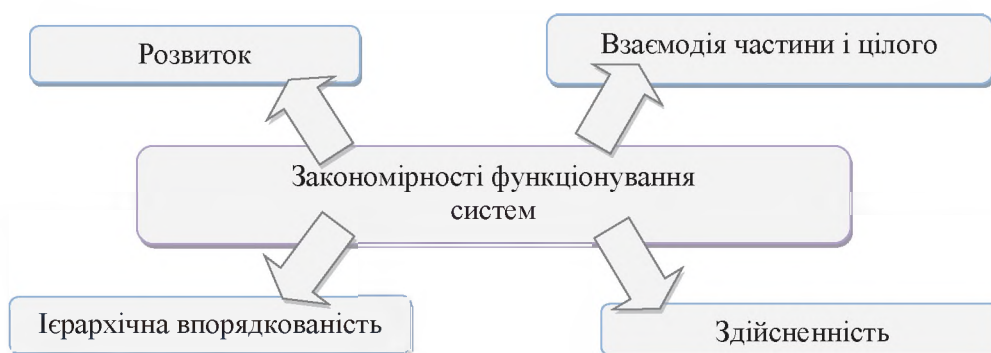 Розвиток
Взаємодія частини і цілого
Закономірності функціонування
систем
Ієрархічна впорядкованість
Здійсненність